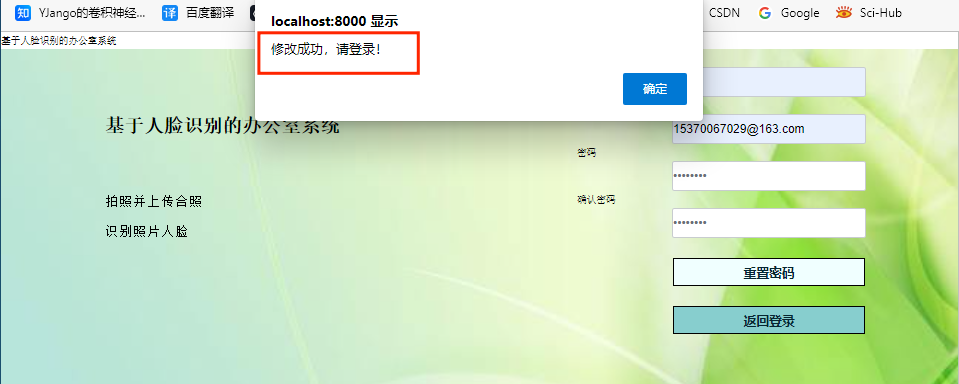 知 YJango的卷积神经... 译 百度翻译 CSDN Google Sci-Hub
localhost:8000 显示
修改成功，请登录！
确定
基于人脸识别的办公室系统
基于人脸识别的办公室系统
拍照并上传合照
识别照片人脸
15370067029@163.com
密码
••••••••
确认密码
••••••••
重置密码
返回登录